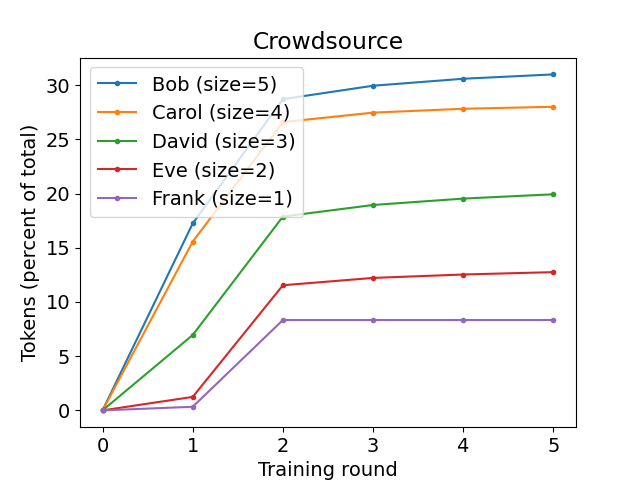 Crowdsource
Tokens (percent of total)
30
25
20
15
10
5
0
Bob (size=5)
Carol (size=4)
David (size=3)
Eve (size=2)
Frank (size=1)
0 1 2 3 4 5
Training round